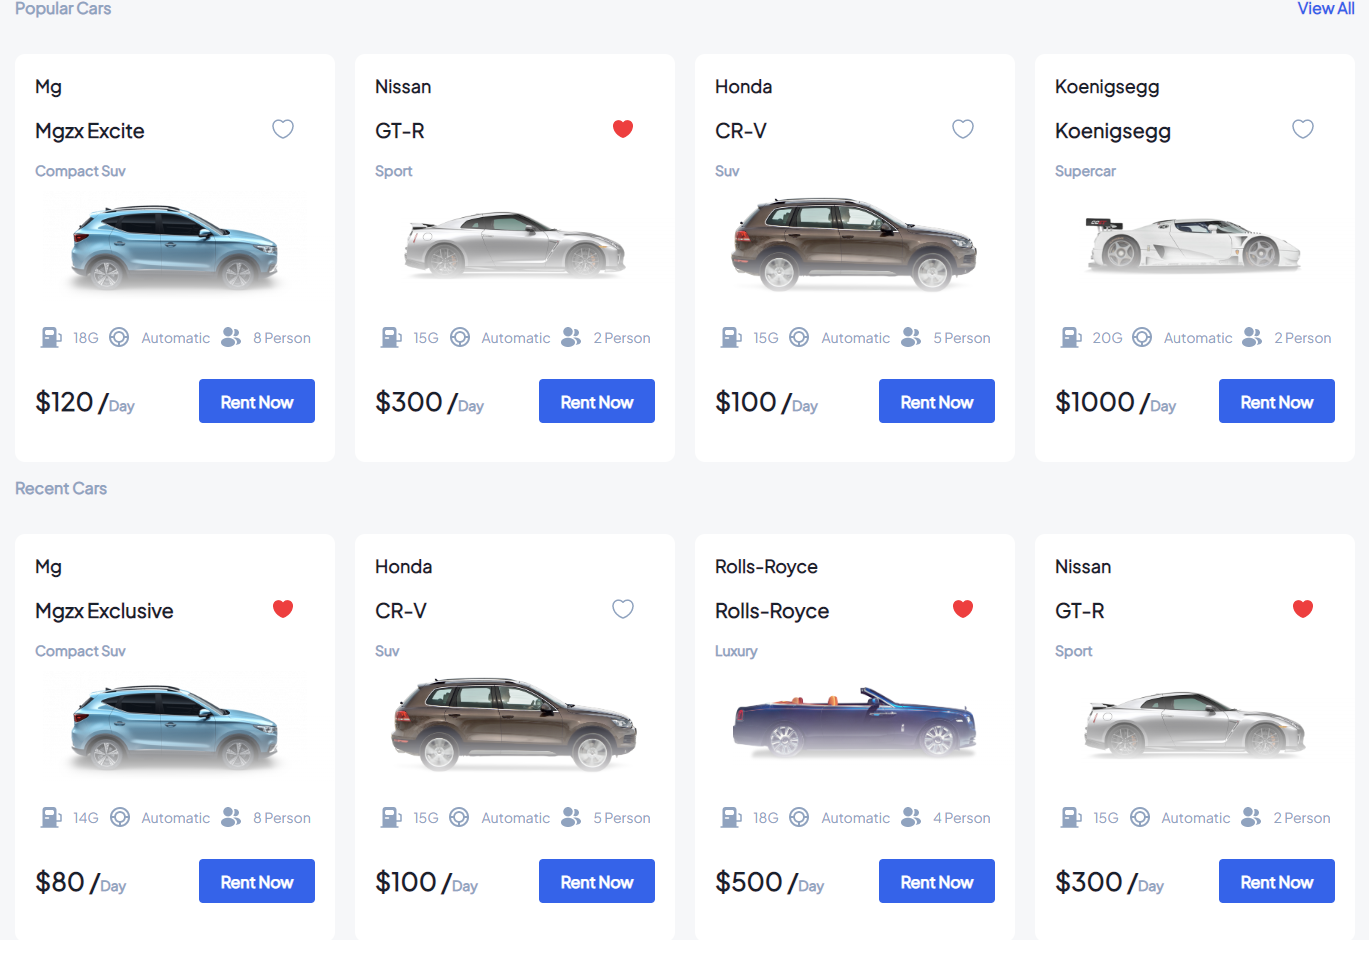 Popular Cars
View All
Mg
Mgzx Excite
Compact Suv
18G Automatic 8 Person
$120 /Day
Rent Now
Nissan
GT-R
Sport
15G Automatic 2 Person
$300 /Day
Rent Now
Honda
CR-V
Suv
15G Automatic 5 Person
$100 /Day
Rent Now
Koenigsegg
Koenigsegg
Supercar
20G Automatic 2 Person
$1000 /Day
Rent Now
Recent Cars
Mg
Mgzx Exclusive
Compact Suv
14G Automatic 8 Person
$80 /Day
Rent Now
Honda
CR-V
Suv
15G Automatic 5 Person
$100 /Day
Rent Now
Rolls-Royce
Rolls-Royce
Luxury
18G Automatic 4 Person
$500 /Day
Rent Now
Nissan
GT-R
Sport
15G Automatic 2 Person
$300 /Day
Rent Now